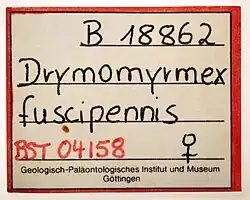 B 18862
Drymomyrmex
fuscipennis
BST 04158 ♀
Geologisch-Paläontologisches Institut und Museum
Göttingen